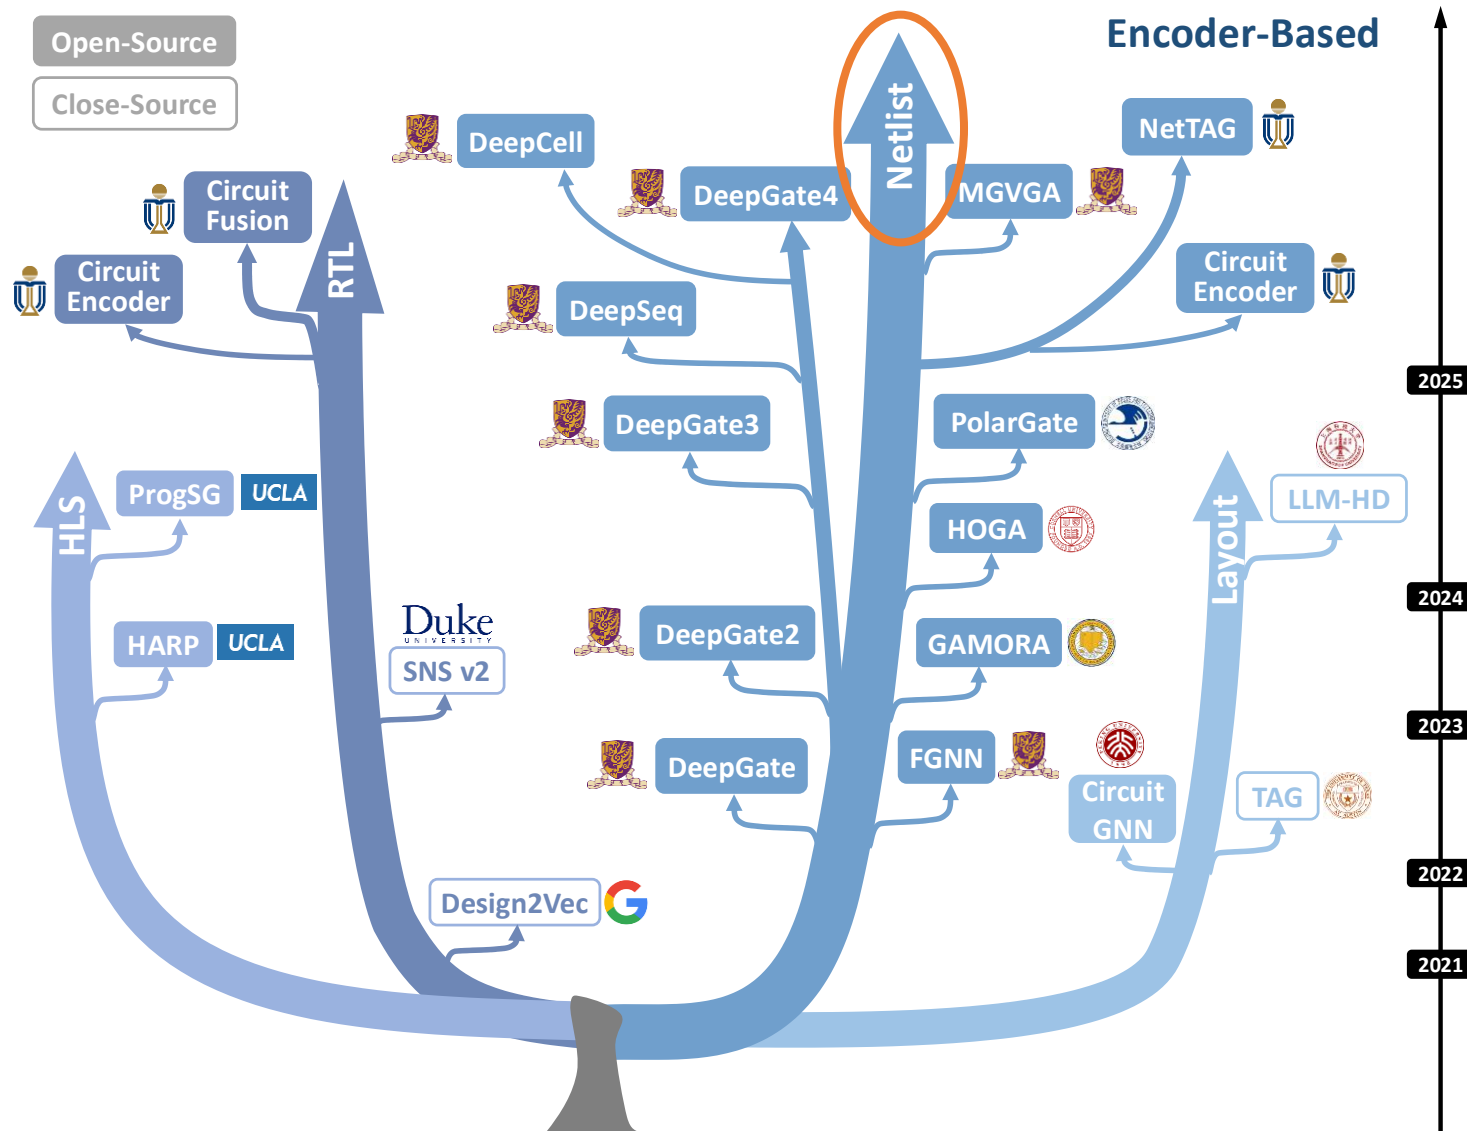 Open-Source
Close-Source
Encoder-Based
Netlist
DeepCell
NetTAG
DeepGate4
MGVGA
Circuit
Fusion
RTL
Circuit
Encoder
Circuit
Encoder
DeepSeq
2025
DeepGate3
PolarGate
ProgSG
UCLA
HLS
LLM-HD
HOGA
Layout
2024
Duke
UNIVERSITY
HARP
UCLA
DeepGate2
GAMORA
SNS v2
2023
DeepGate
FGNN
Circuit
GNN
TAG
2022
Design2Vec
2021